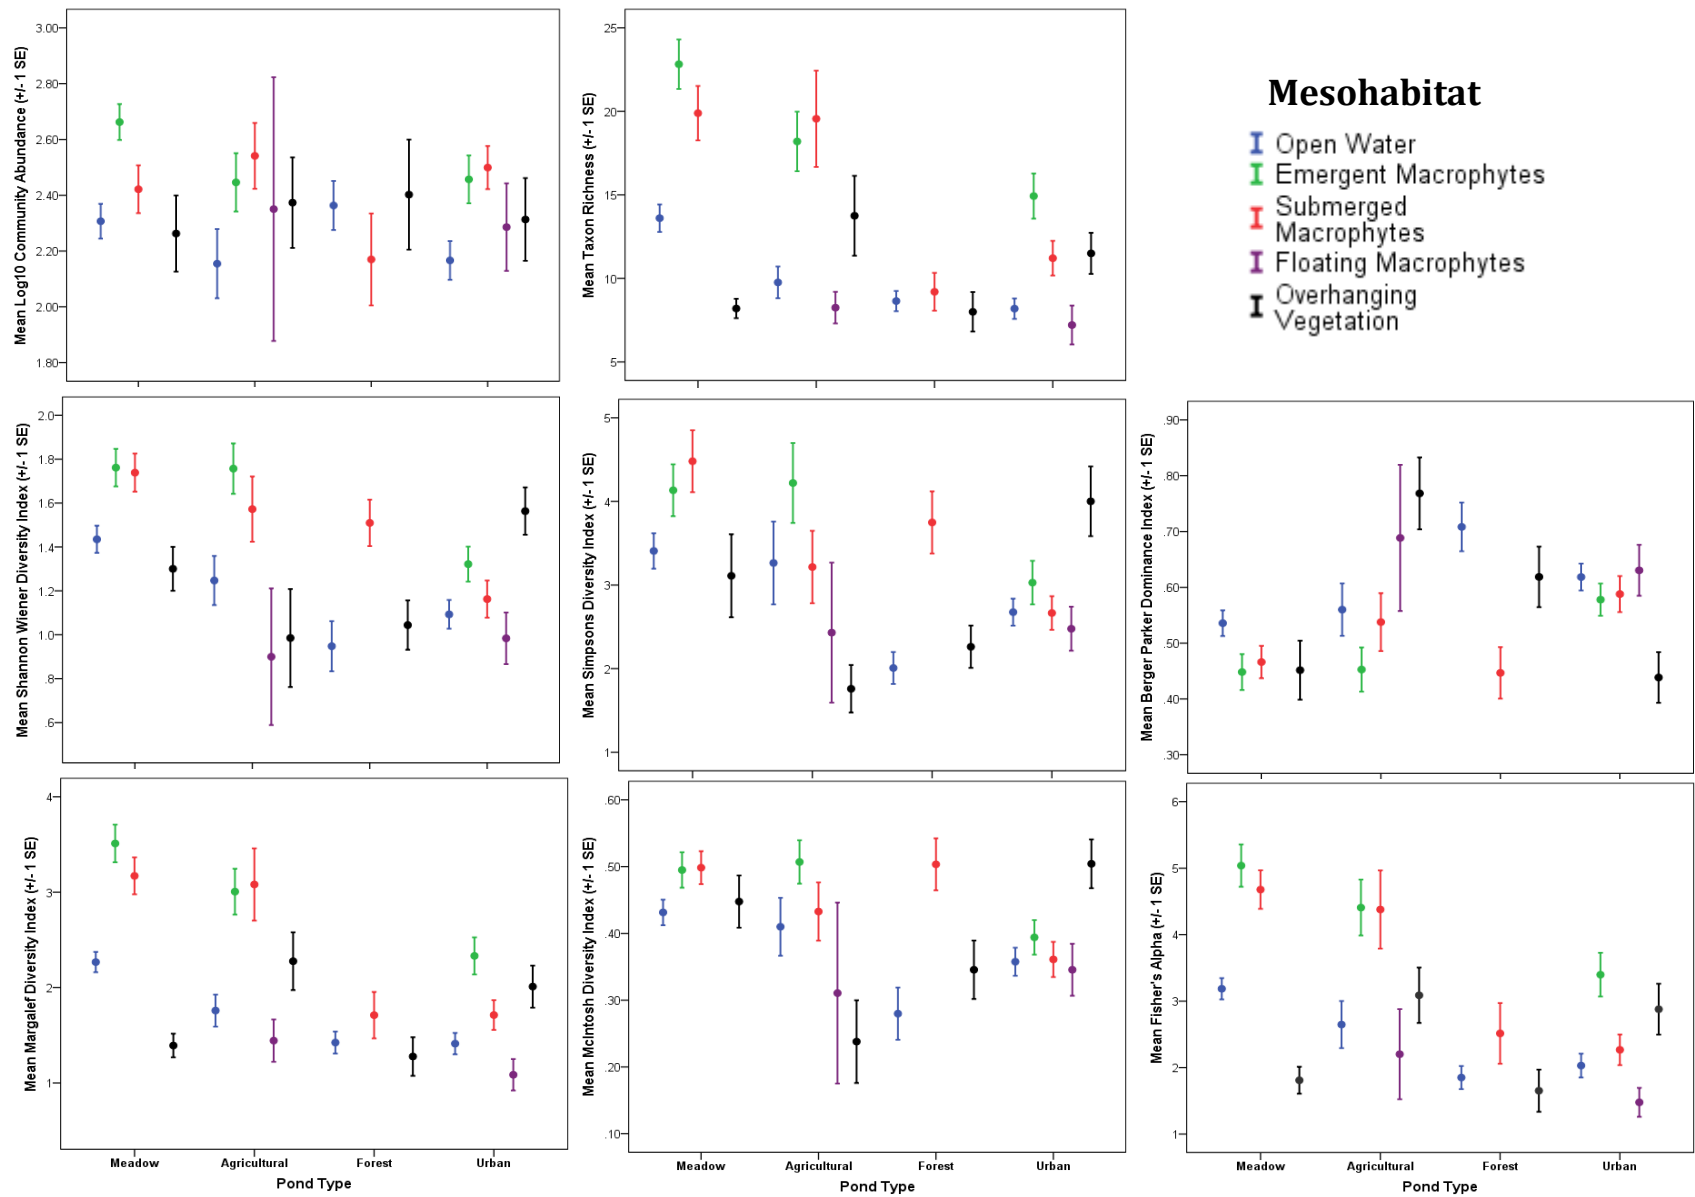 Mean Log10 Community Abundance (+/- 1 SE)
3.00
2.80
2.60
2.40
2.20
2.00
1.80
Mean Taxon Richness (+/- 1 SE)
25
20
15
10
5
Mesohabitat
Open Water
Emergent Macrophytes
Submerged
Macrophytes
Floating Macrophytes
Overhanging
Vegetation
Mean Shannon Wiener Diversity Index (+/- 1 SE)
2.0
1.8
1.6
1.4
1.2
1.0
.8
.6
Mean Simpsons Diversity Index (+/- 1 SE)
5
4
3
2
1
Mean Berger Parker Dominance Index (+/- 1 SE)
.90
.80
.70
.60
.50
.40
.30
Mean Margalef Diversity Index (+/- 1 SE)
4
3
2
1
Meadow Agricultural Forest Urban
Pond Type
Mean McIntosh Diversity Index (+/- 1 SE)
.60
.50
.40
.30
.20
.10
Meadow Agricultural Forest Urban
Pond Type
Mean Fisher's Alpha (+/- 1 SE)
6
5
4
3
2
1
Meadow Agricultural Forest Urban
Pond Type